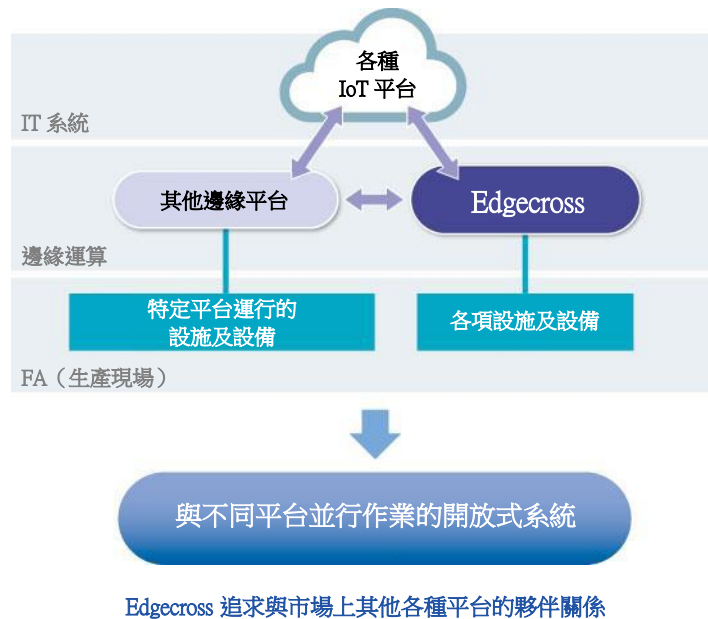 各種
IoT 平台
IT 系統
其他邊緣平台
Edgecross
邊緣運算
特定平台運行的
設施及設備
各項設施及設備
FA（生產現場）
與不同平台並行作業的開放式系統
Edgecross 追求與市場上其他各種平台的夥伴關係